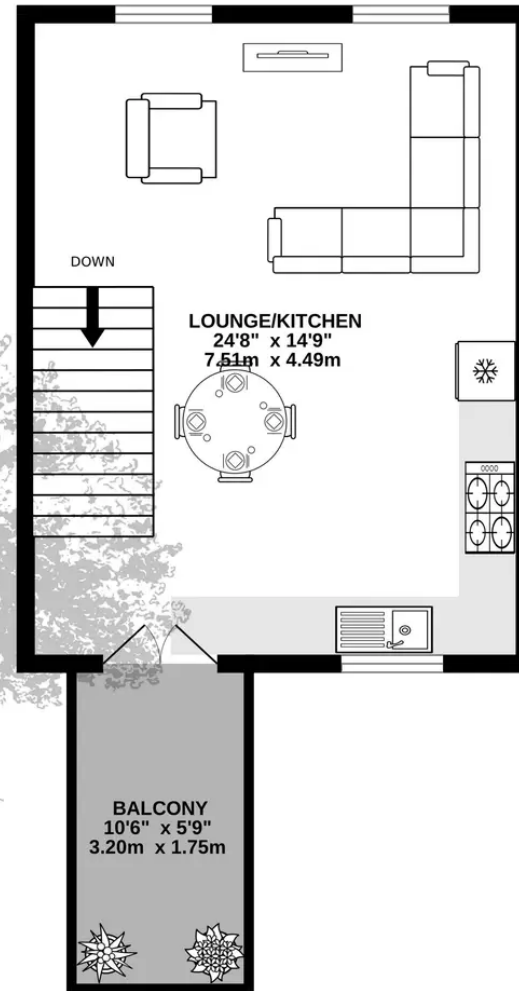 DOWN
LOUNGE/KITCHEN
24'8" x 14'9"
7.51m x 4.49m
BALCONY
10'6" x 5'9"
3.20m x 1.75m